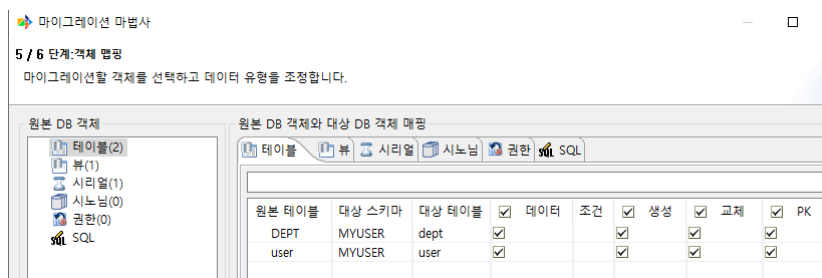 마이그레이션 마법사
5 / 6 단계:객체 맵핑
마이그레이션할 객체를 선택하고 데이터 유형을 조정합니다.
원본 DB 객체
테이블(2)
뷰(1)
시리얼(1)
시노님(0)
권한(0)
SQL
원본 DB 객체와 대상 DB 객체 매핑
테이블 뷰 시리얼 시노님 권한 SQL
원본 테이블 대상 스키마 대상 테이블 데이터 조건 생성 교체 PK
DEPT MYUSER dept
user MYUSER user